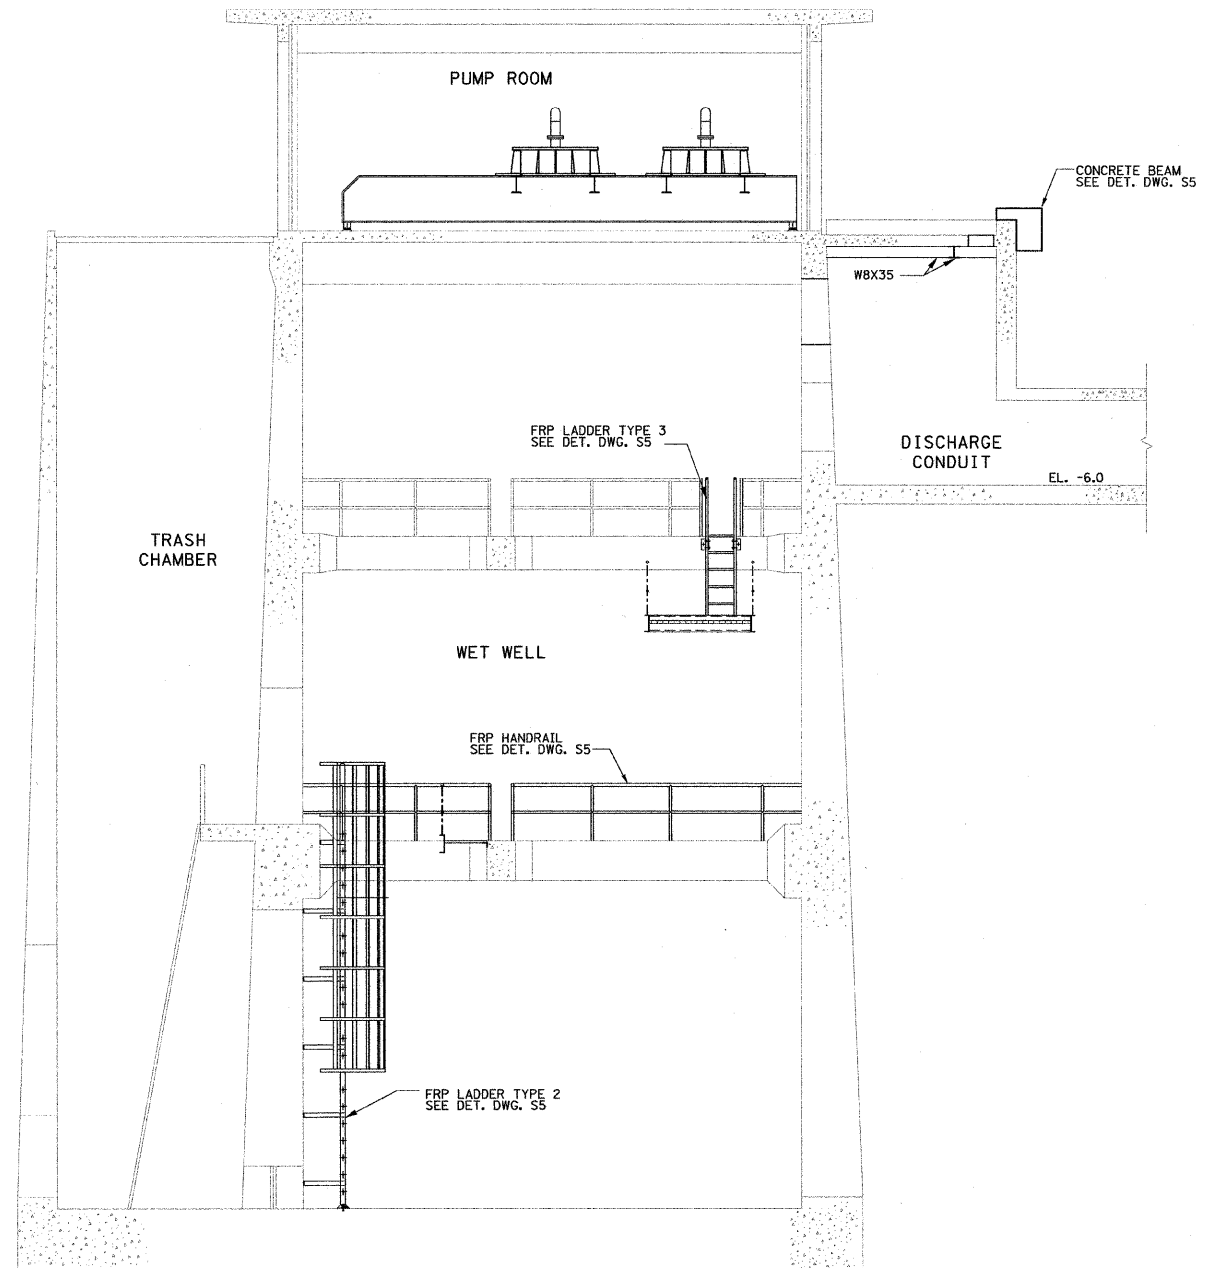 PUMP ROOM
CONCRETE BEAM
SEE DET. DWG. S5
W8X35
FRP LADDER TYPE 3
SEE DET. DWG. S5
DISCHARGE
CONDUIT
EL. -6.0
TRASH
CHAMBER
WET WELL
FRP HANDRAIL
SEE DET. DWG. S5
FRP LADDER TYPE 2
SEE DET. DWG. S5